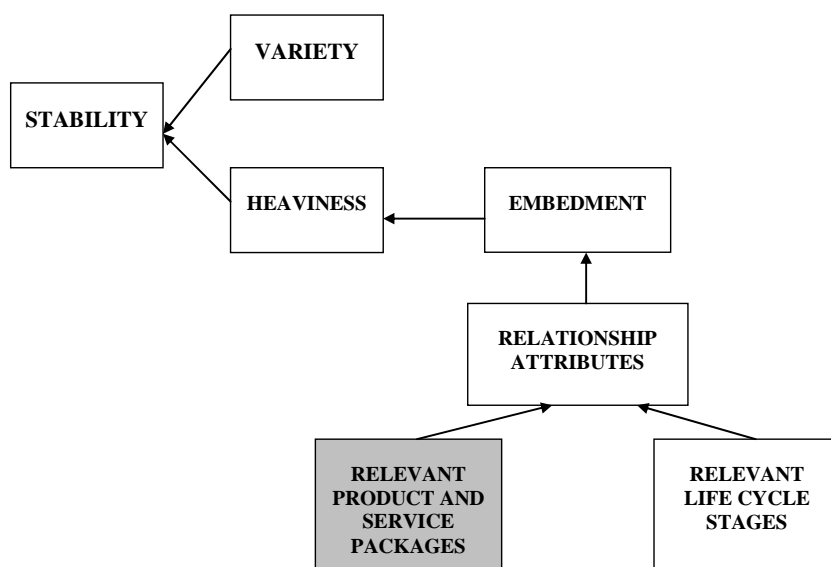 VARIETY
STABILITY
HEAVINESS
EMBEDMENT
RELATIONSHIP
ATTRIBUTES
RELEVANT
PRODUCT AND
SERVICE
PACKAGES
RELEVANT
LIFE CYCLE
STAGES